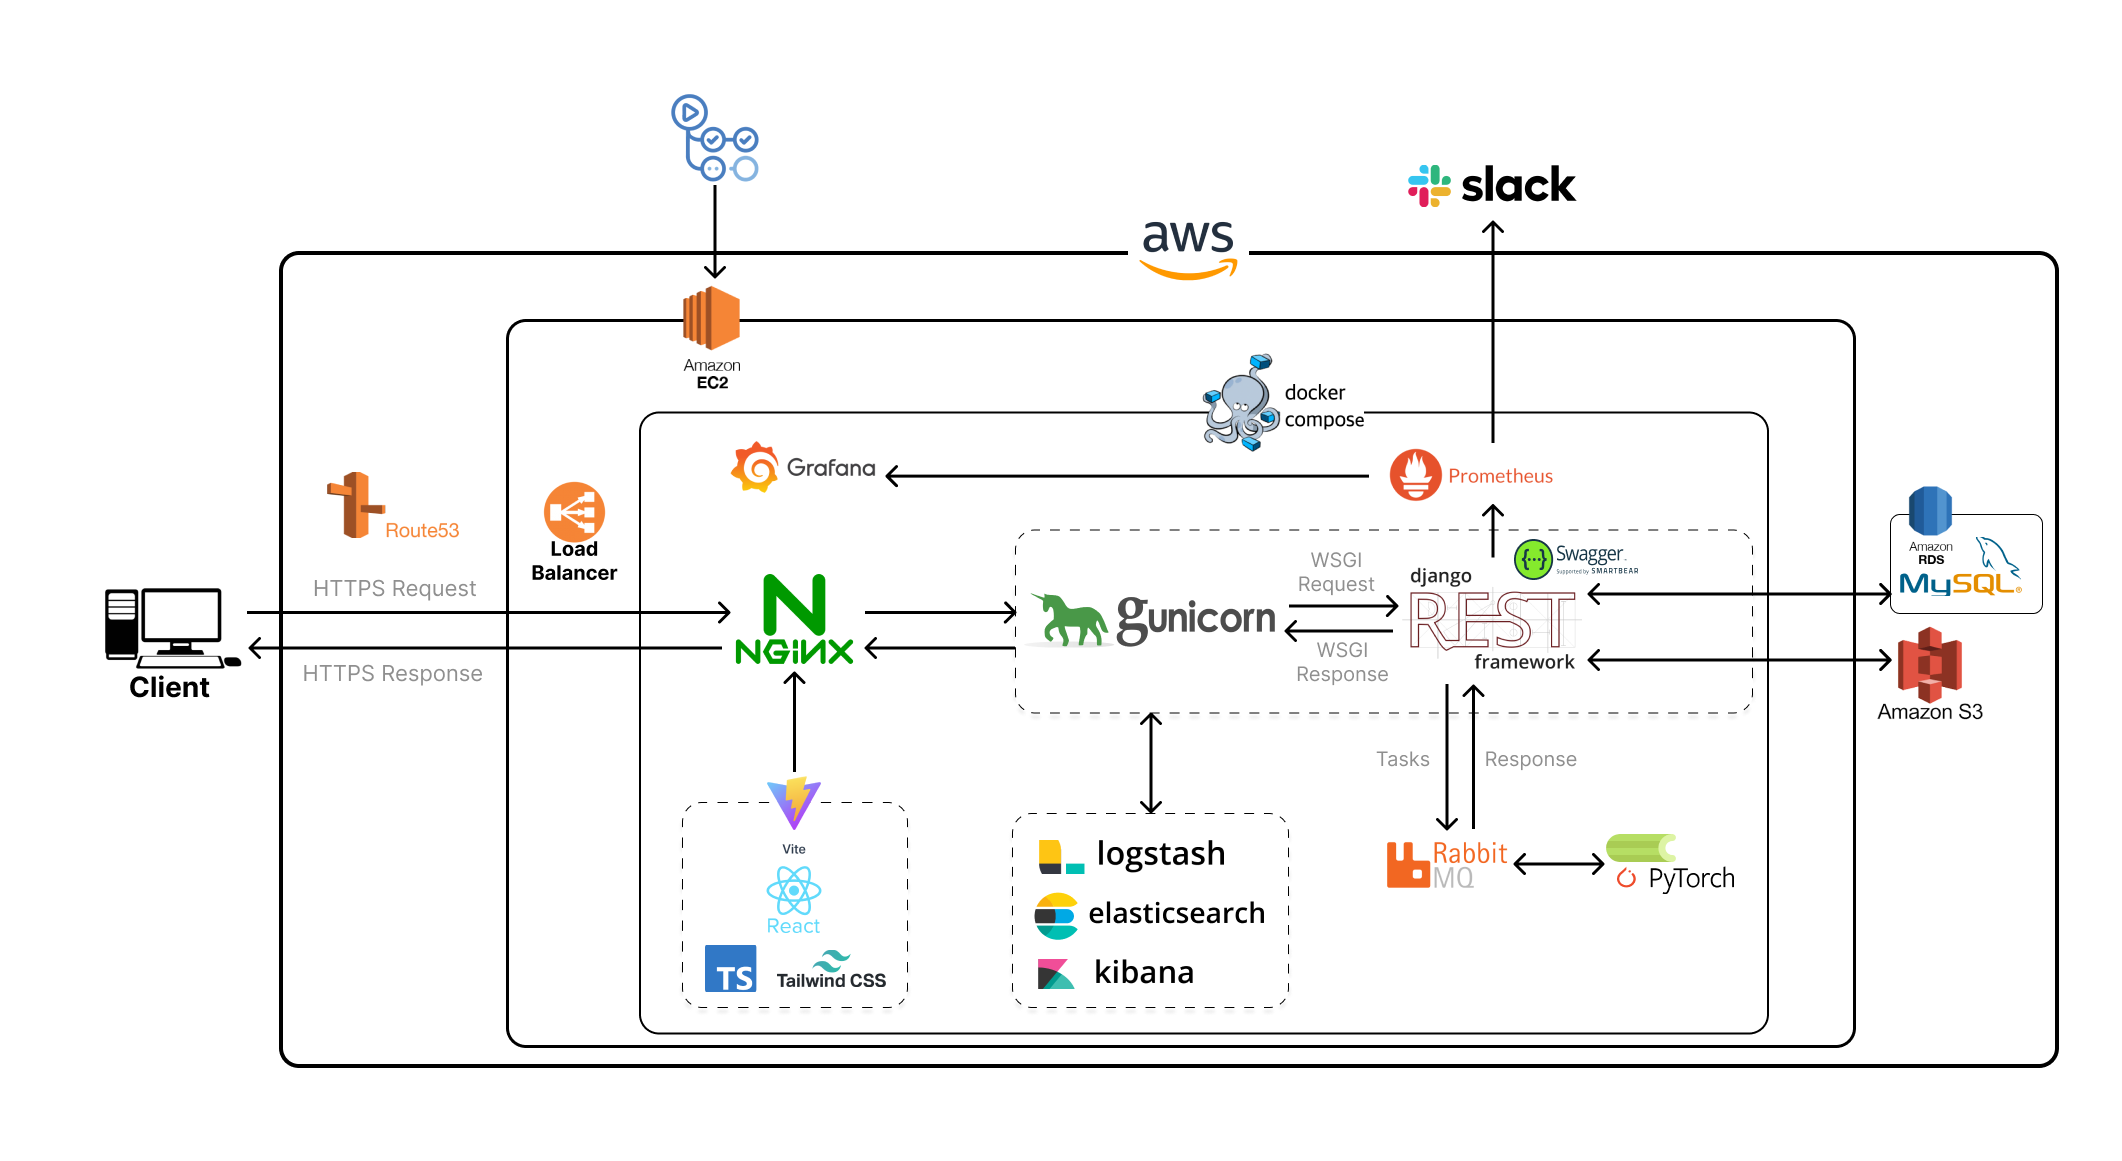 slack
aws
Amazon
EC2
docker
compose
Grafana
Prometheus
Route53
Load
Balancer
HTTPS Request
HTTPS Response
Client
NGINX
gunicorn
WSGI
Request
WSGI
Response
django
REST
framework
{···}
Swagger
Supported by SMARTBEAR
Amazon
RDS
MySQL®
Amazon S3
Tasks
Response
Vite
React
TS
Tailwind CSS
logstash
elasticsearch
kibana
Rabbit
MQ
PyTorch